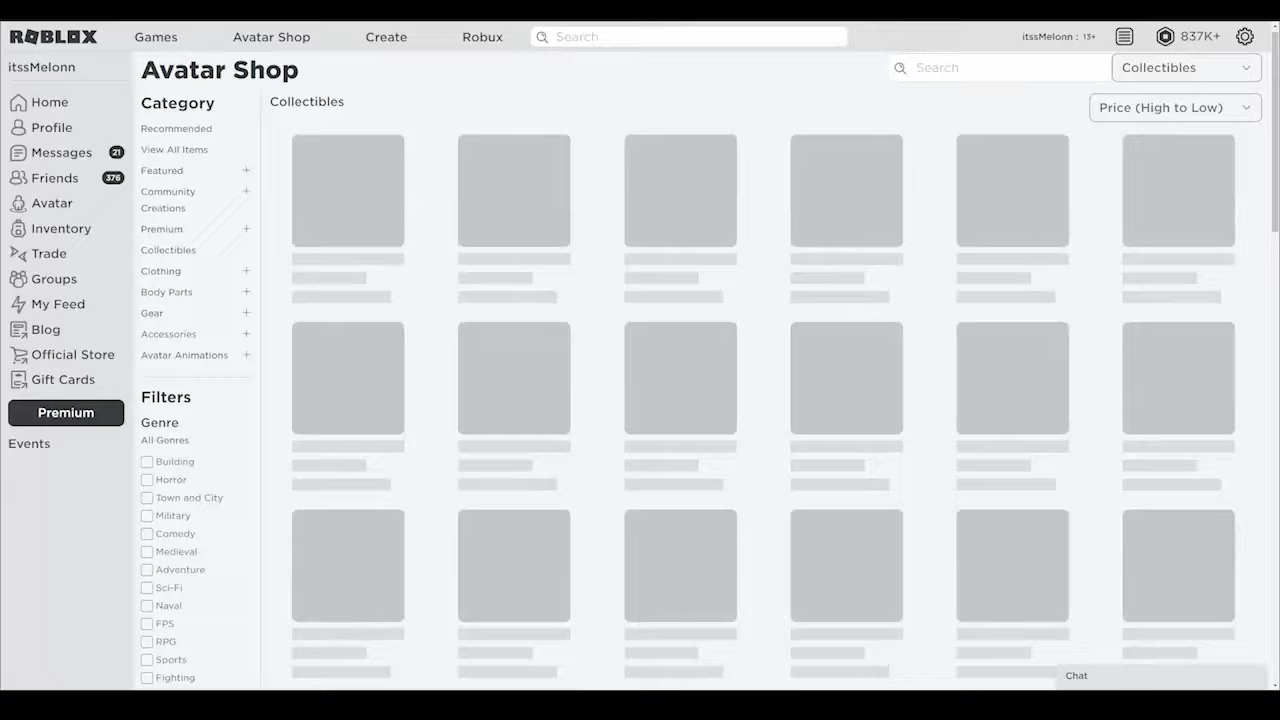 ROBLOX
Games
Avatar Shop
Create
Robux
Search
itssMelonn : 13+
837K+
itssMelonn
Home
Profile
Messages 21
Friends 376
Avatar
Inventory
Trade
Groups
My Feed
Blog
Official Store
Gift Cards
Premium
Events
Avatar Shop
Search
Collectibles
Category
Recommended
View All Items
Featured +
Community +
Creations
Premium +
Collectibles
Clothing +
Body Parts +
Gear +
Accessories +
Avatar Animations +
Filters
Genre
All Genres
Building
Horror
Town and City
Military
Comedy
Medieval
Adventure
Sci-Fi
Naval
FPS
RPG
Sports
Fighting
Collectibles
Price (High to Low)
Chat